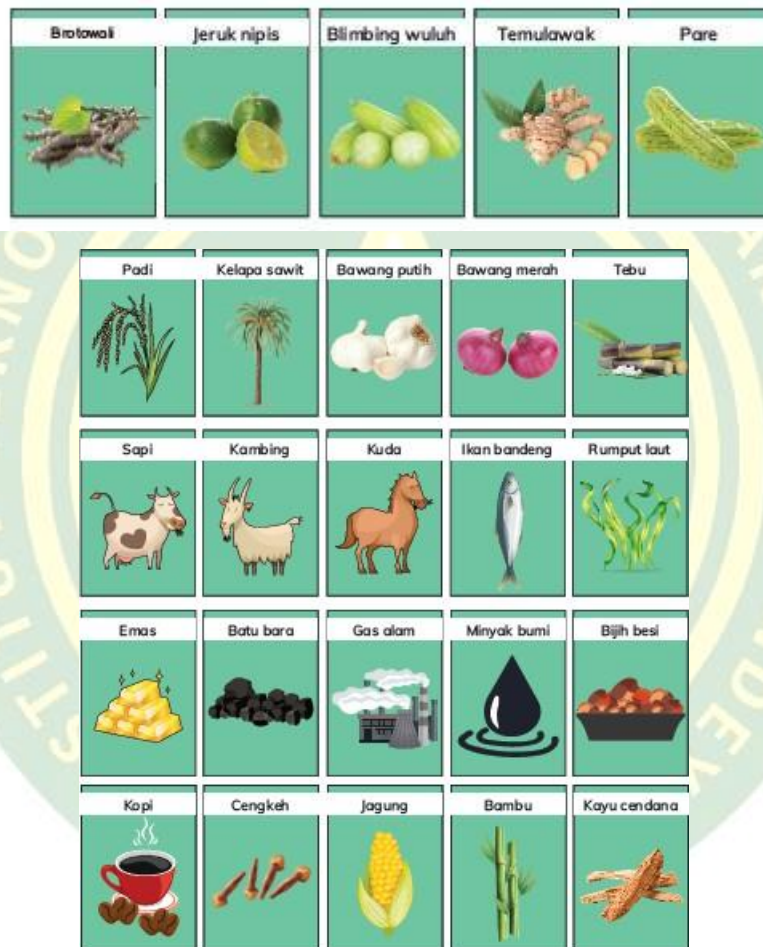 Brotowali
Jeruk nipis
Blimbing wuluh
Temulawak
Pare
Padi
Kelapa sawit
Bawang putih
Bawang merah
Tebu
Sapi
Kambing
Kuda
Ikan bandeng
Rumput laut
Emas
Batu bara
Gas alam
Minyak bumi
Bijih besi
Kopi
Cengkeh
Jagung
Bambu
Kayu cendana